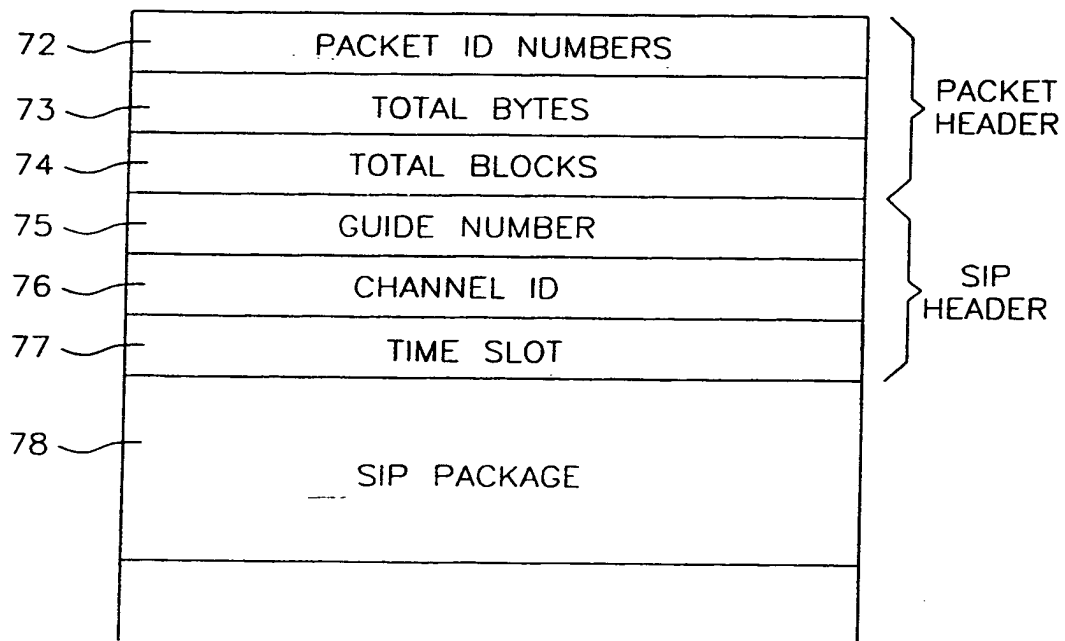 72 PACKET ID NUMBERS
73 TOTAL BYTES
74 TOTAL BLOCKS
PACKET
HEADER
75 GUIDE NUMBER
76 CHANNEL ID
77 TIME SLOT
SIP
HEADER
78 SIP PACKAGE